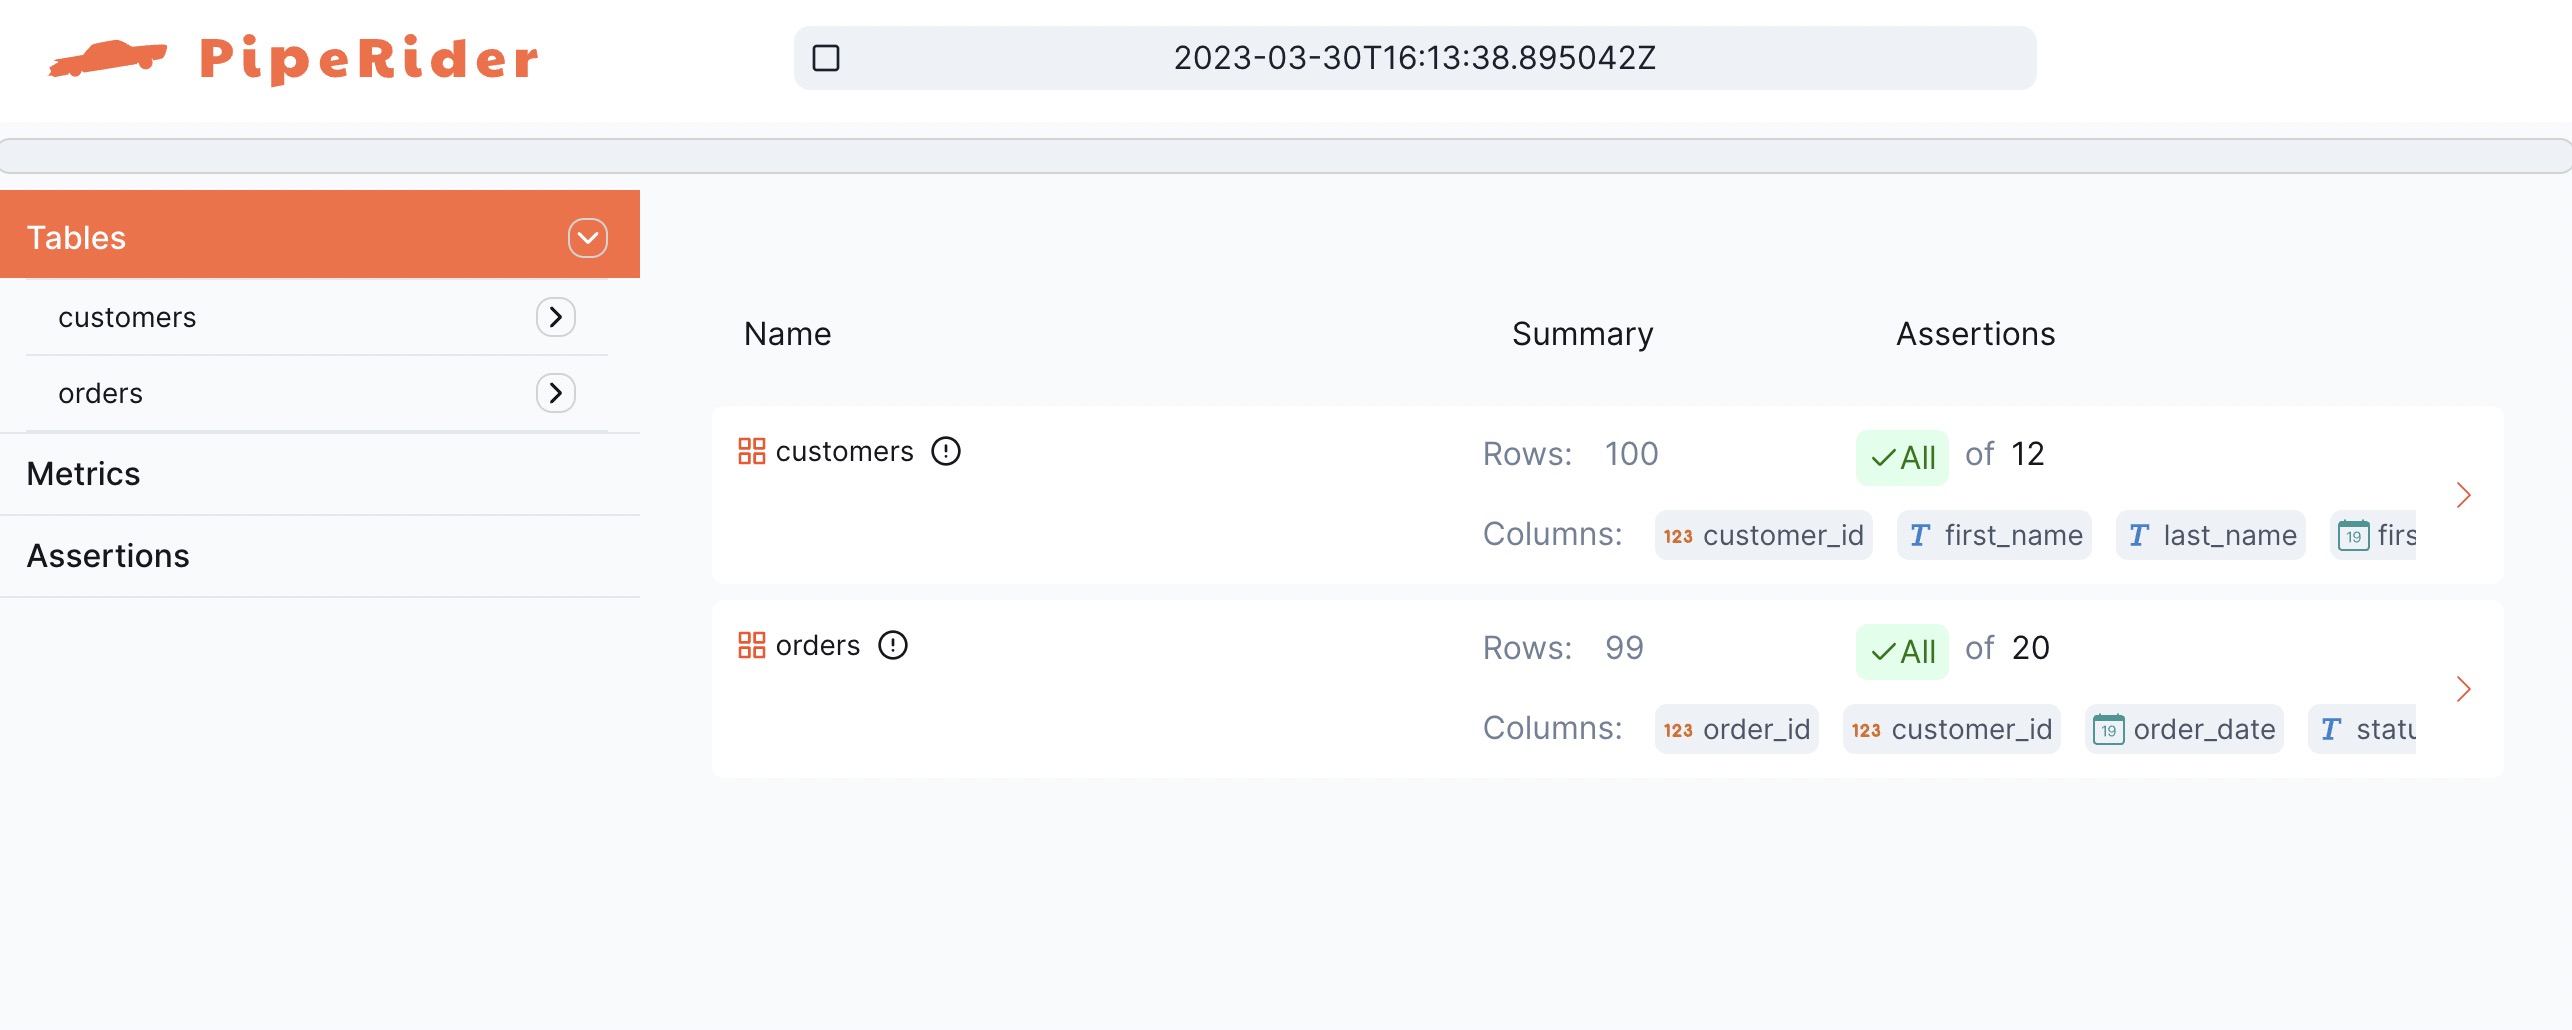 PipeRider
2023-03-30T16:13:38.895042Z
Tables
customers
orders
Metrics
Assertions
Name Summary Assertions
customers Rows: 100 All of 12
Columns: 123 customer_id T first_name T last_name 19 firs
orders Rows: 99 All of 20
Columns: 123 order_id 123 customer_id 19 order_date T statu